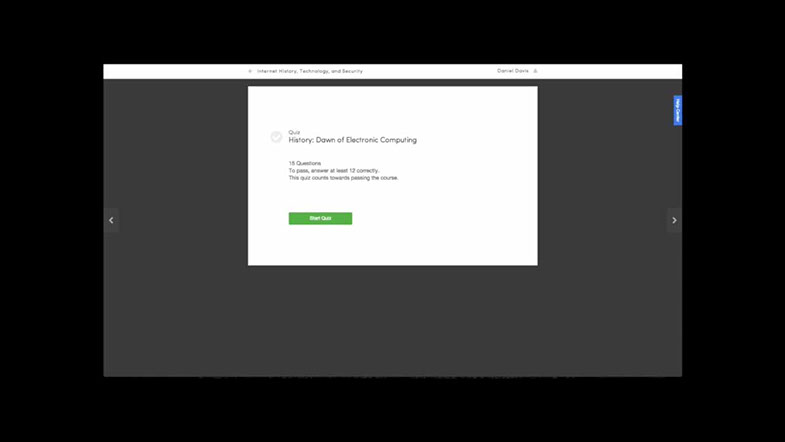 Internet History, Technology, and Security
Daniel Davis
Help Center
Quiz
History: Dawn of Electronic Computing
15 Questions
To pass, answer at least 12 correctly.
This quiz counts towards passing the course.
Start Quiz